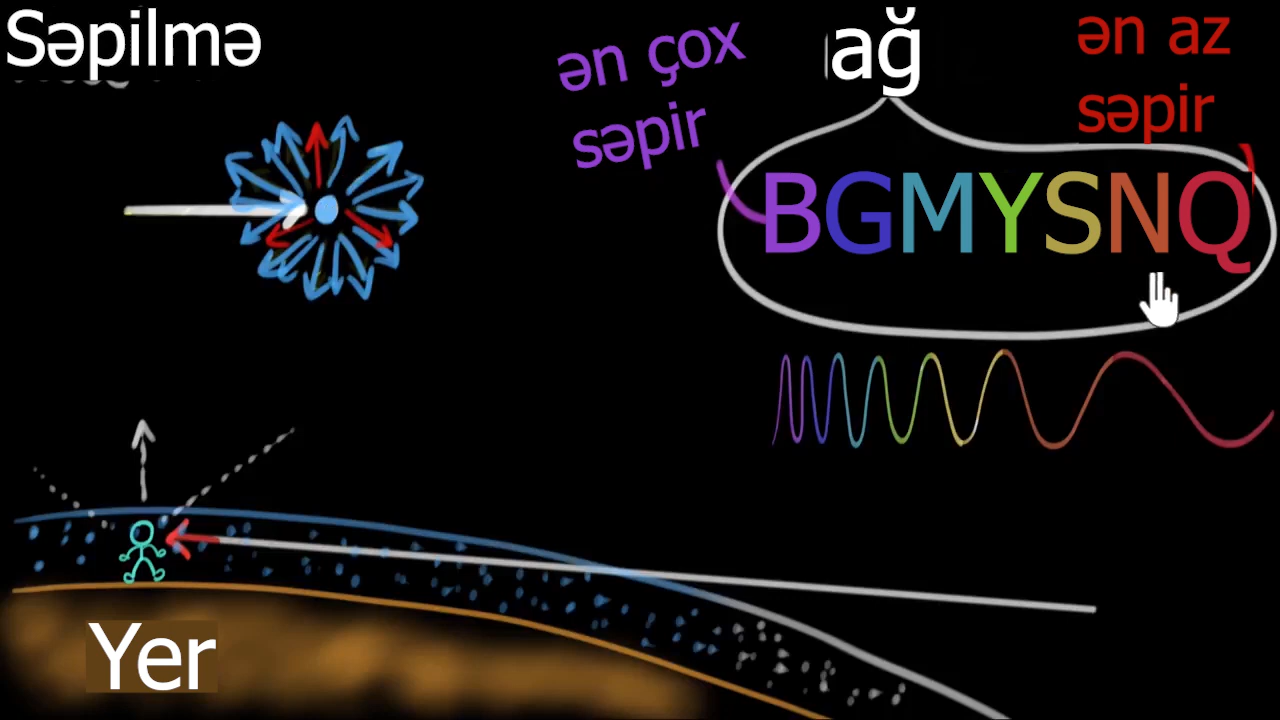 Səpilmə
ən çox
səpir
ağ
ən az
səpir
BGMYSNQ
Yer